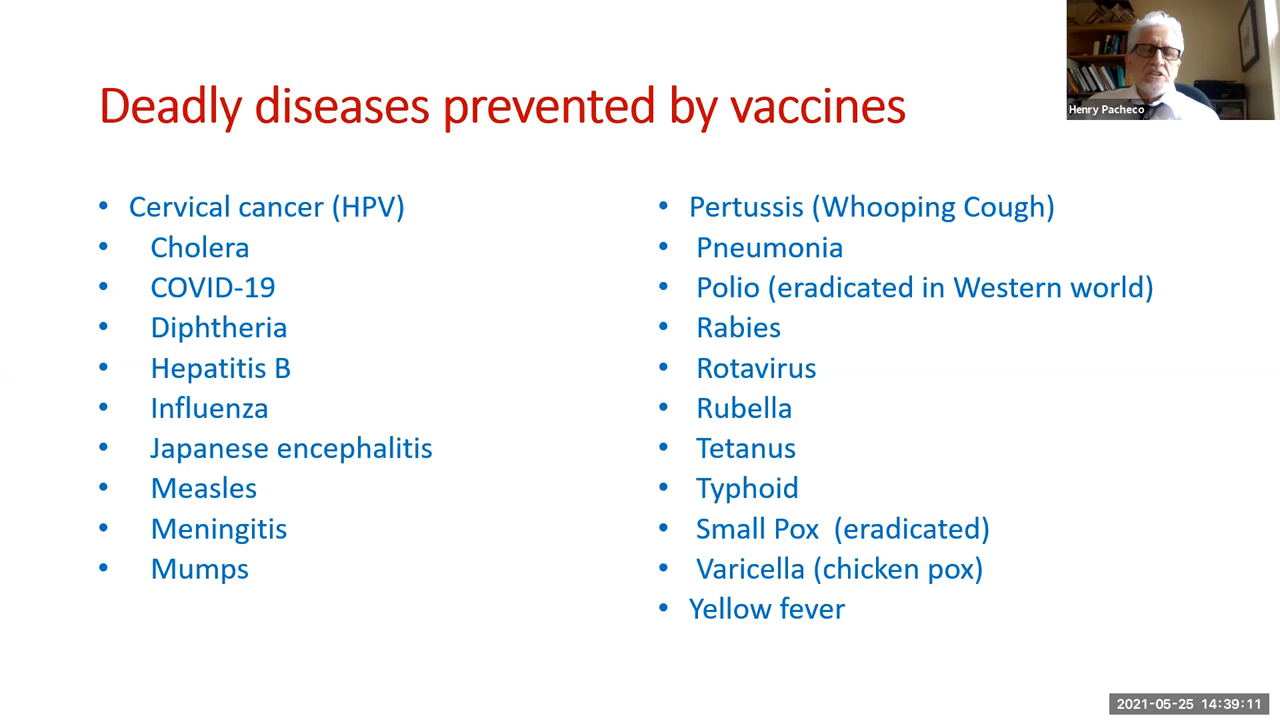 Deadly diseases prevented by vaccines
Henry Pacheco
• Cervical cancer (HPV)
• Cholera
• COVID-19
• Diphtheria
• Hepatitis B
• Influenza
• Japanese encephalitis
• Measles
• Meningitis
• Mumps
• Pertussis (Whooping Cough)
• Pneumonia
• Polio (eradicated in Western world)
• Rabies
• Rotavirus
• Rubella
• Tetanus
• Typhoid
• Small Pox (eradicated)
• Varicella (chicken pox)
• Yellow fever
2021-05-25 14:39:11